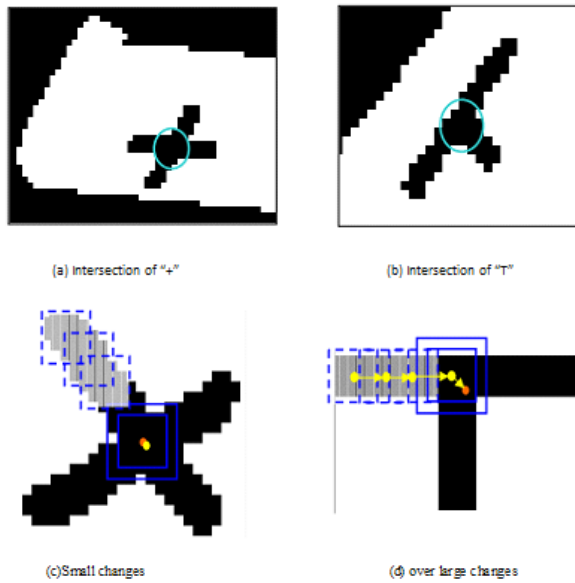 (a) Intersection of “+”
(b) Intersection of “T”
(c)Small changes
(d) over large changes